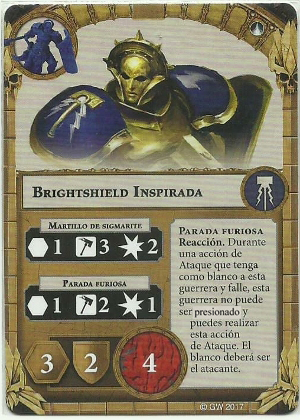 BRIGHTSHIELD INSPIRADA
MARTILLO DE SIGMARITE
1 3 2
PARADA FURIOSA
1 2 1
PARADA FURIOSA
Reacción. Durante
una acción de
Ataque que tenga
como blanco a esta
guerrera y falle, esta
guerrera no puede
ser presionado y
puedes realizar
esta acción
de Ataque. El
blanco deberá ser
el atacante.
3 2 4
© GW 2017